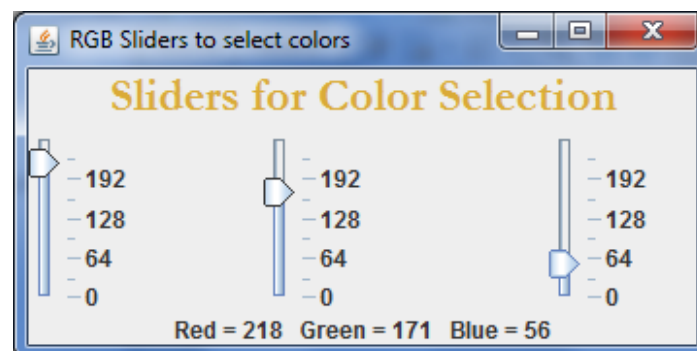 RGB Sliders to select colors
Sliders for Color Selection
192 192 192
128 128 128
64 64 64
0 0 0
Red = 218 Green = 171 Blue = 56